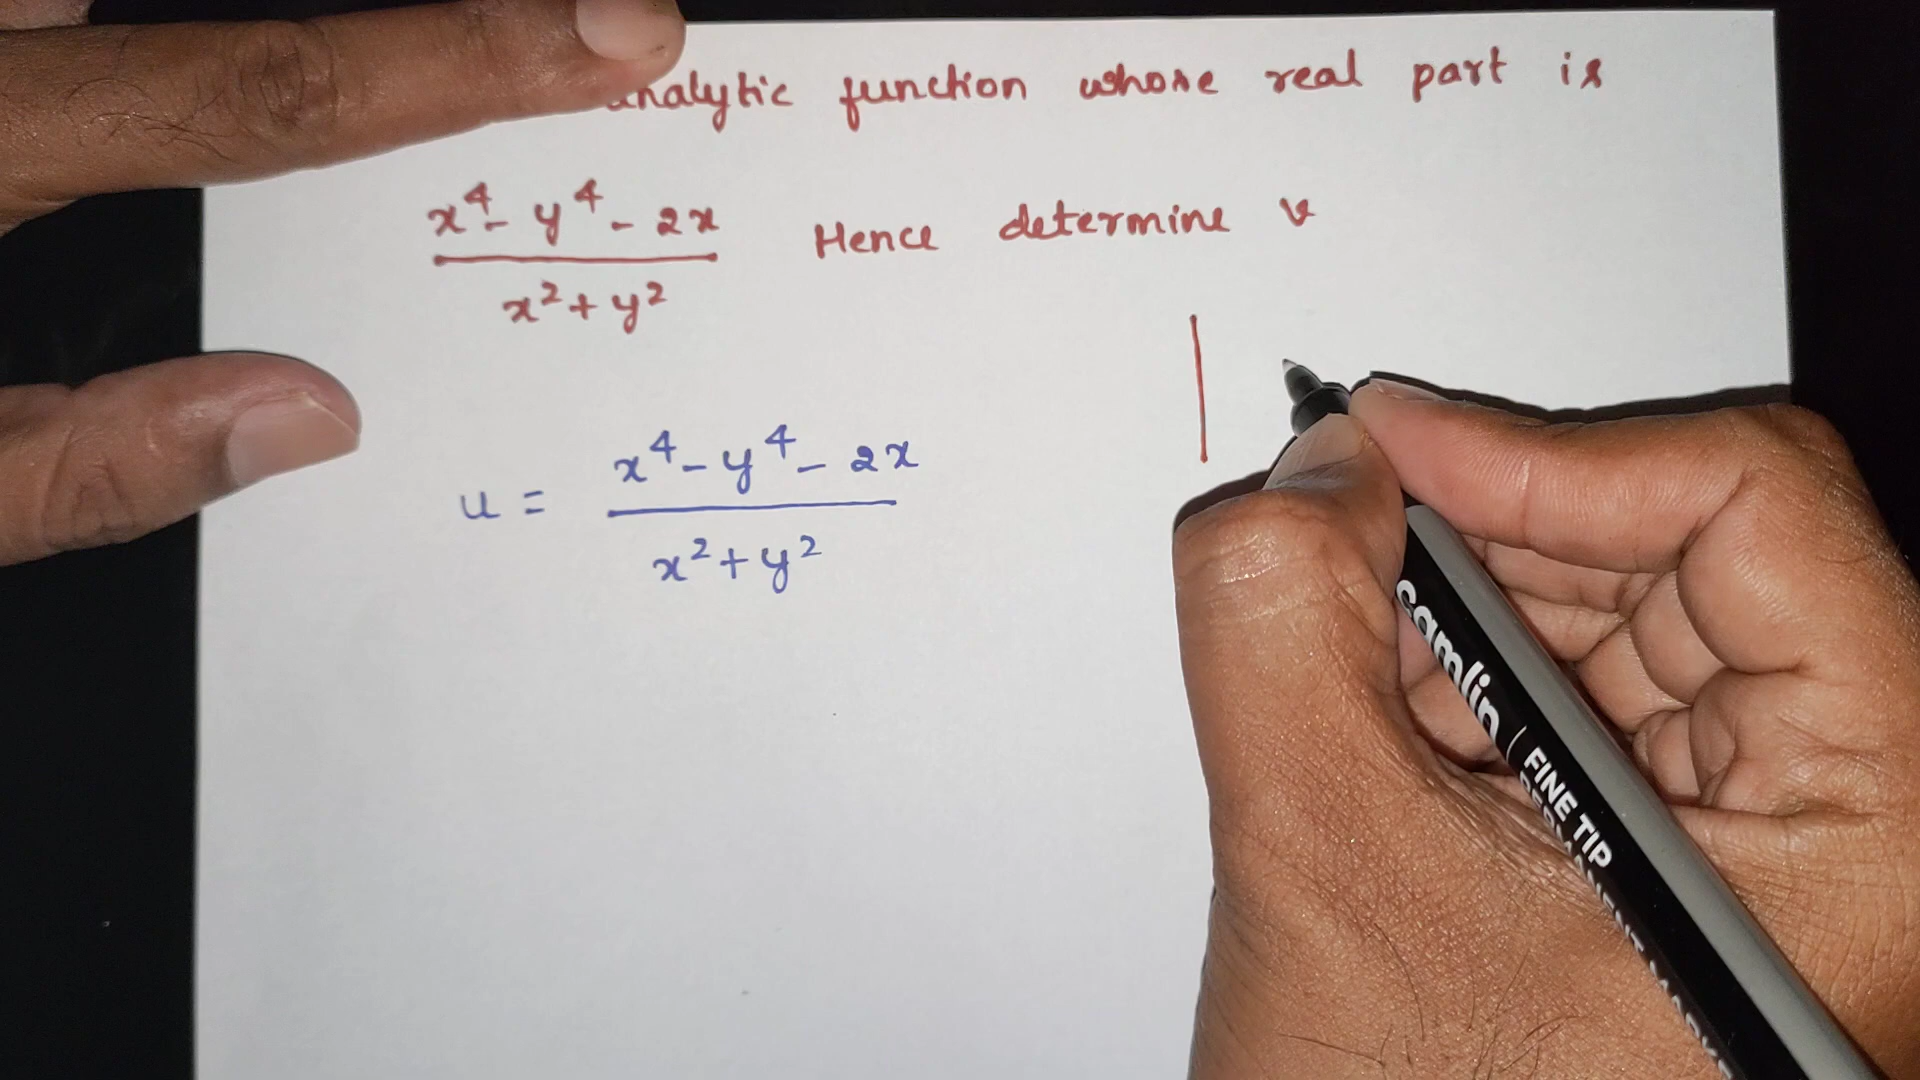 analytic function whose real part is
x⁴ - y⁴ - 2x / x² + y² Hence determine v
u = x⁴ - y⁴ - 2x / x² + y²
camlin | FINE TIP